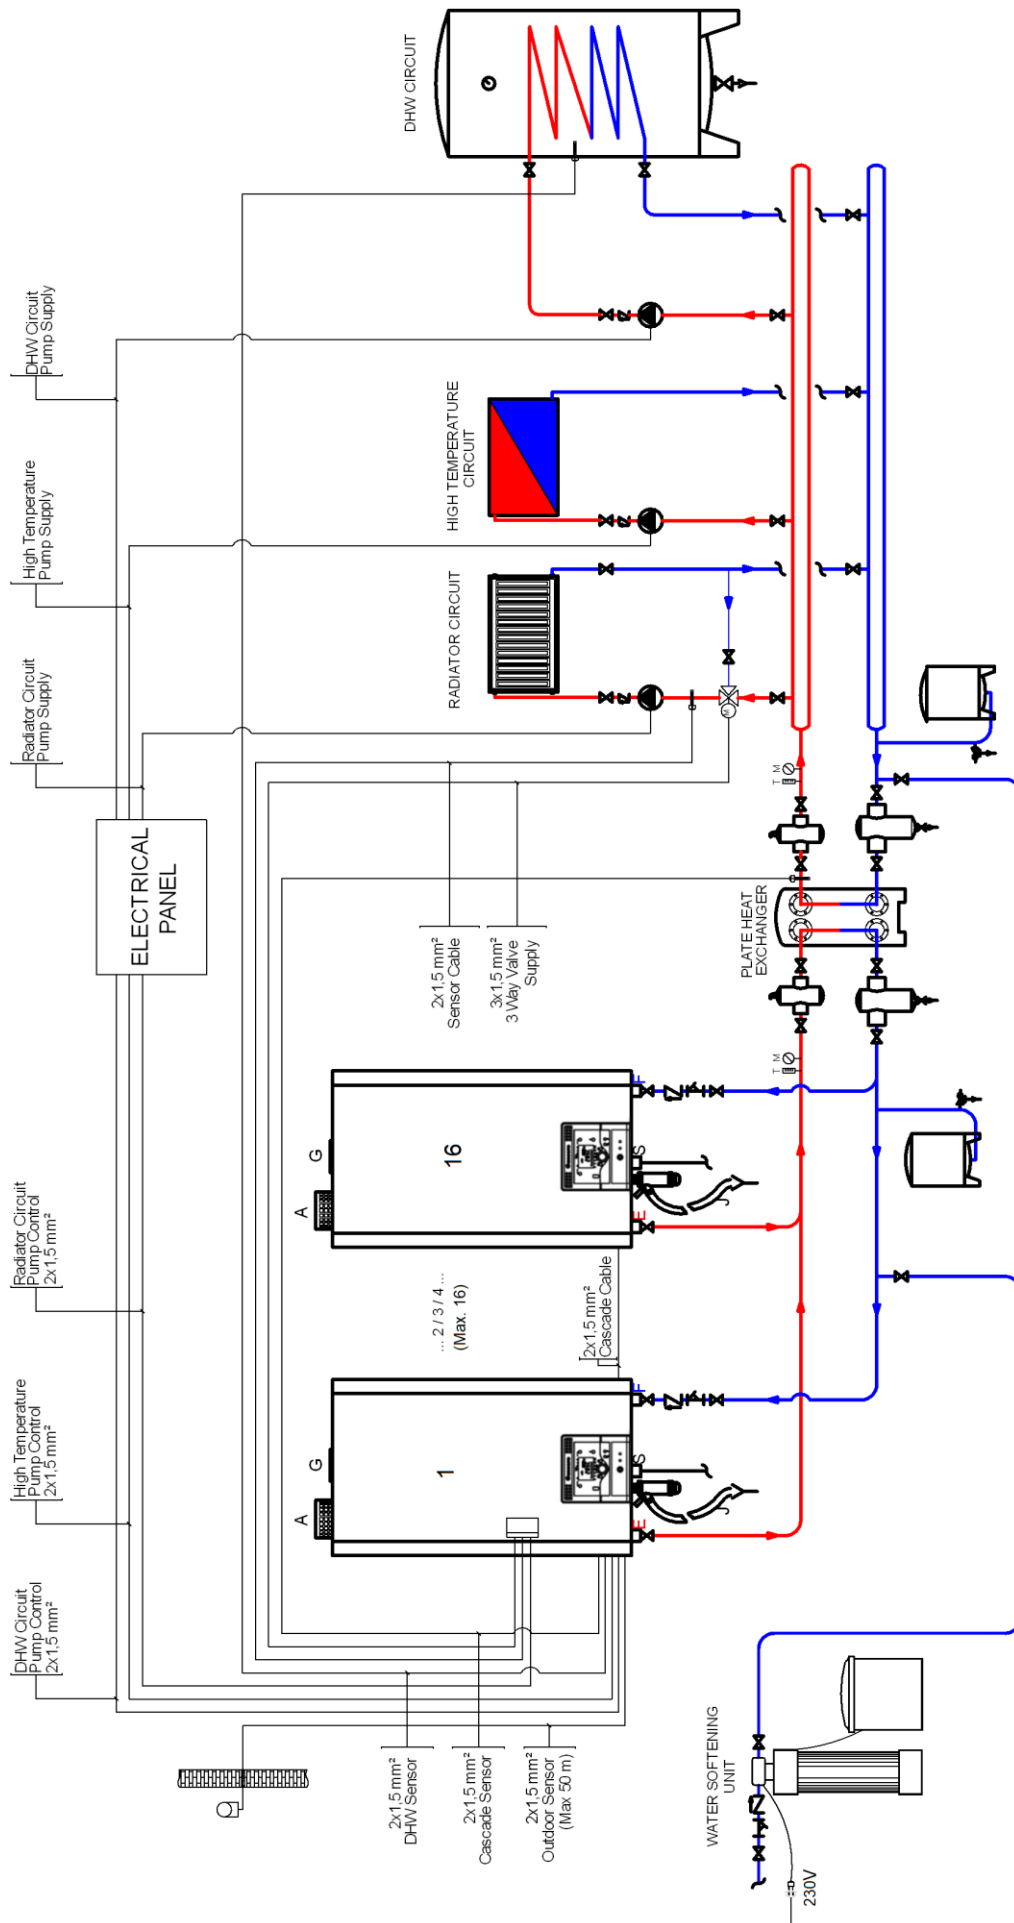 DHW Circuit
Pump Control
2x1,5 mm²
High Temperature
Pump Control
2x1,5 mm²
Radiator Circuit
Pump Control
2x1,5 mm²
ELECTRICAL
PANEL
Radiator Circuit
Pump Supply
High Temperature
Pump Supply
DHW Circuit
Pump Supply
2x1,5 mm²
DHW Sensor
2x1,5 mm²
Cascade Sensor
2x1,5 mm²
Outdoor Sensor
(Max 50 m)
A
G
1
E
S
F
... 2 / 3 / 4 ...
(Max. 16)
2x1,5 mm²
Cascade Cable
A
G
16
E
S
F
2x1,5 mm²
Sensor Cable
3x1,5 mm²
3 Way Valve
Supply
RADIATOR CIRCUIT
M
HIGH TEMPERATURE
CIRCUIT
DHW CIRCUIT
T M
PLATE HEAT
EXCHANGER
T M
WATER SOFTENING
UNIT
230V